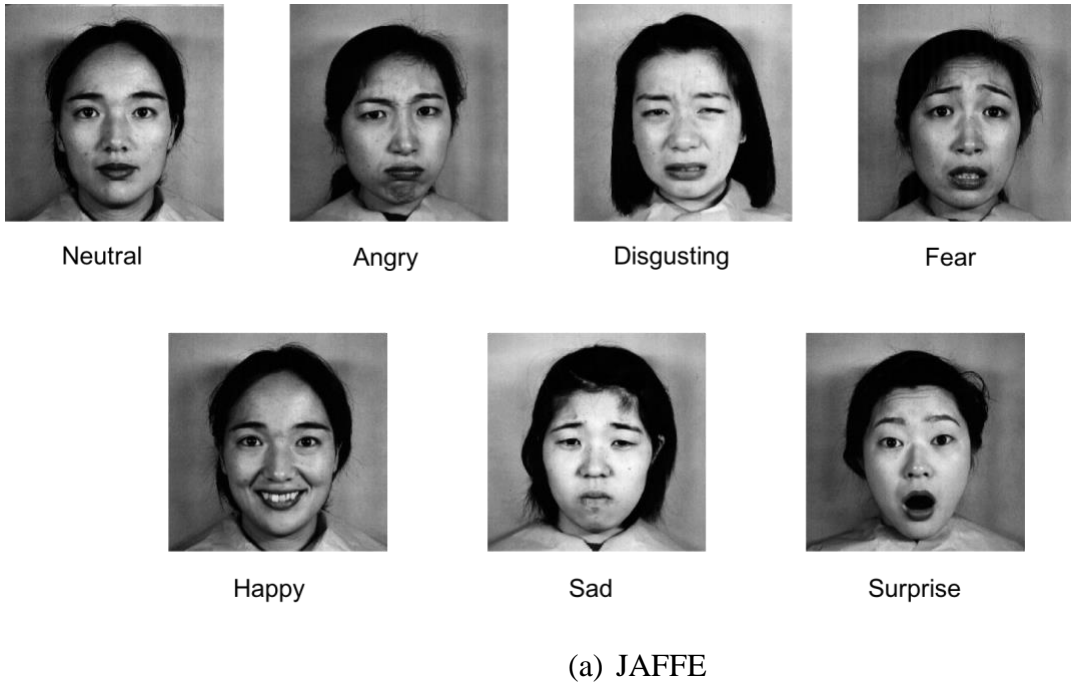 Neutral
Angry
Disgusting
Fear
Happy
Sad
Surprise
(a) JAFFE